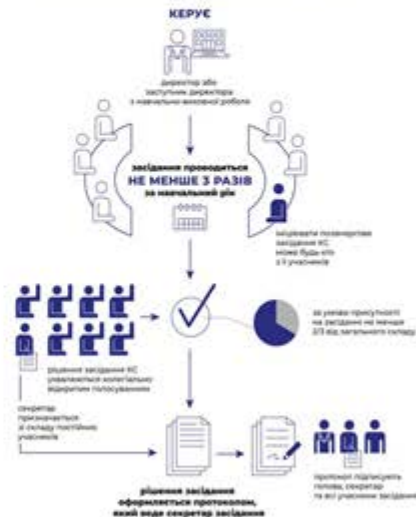 КЕРУЄ
директор або
заступник директора
з навчально-виховної роботи
засідання проводиться
НЕ МЕНШЕ 3 РАЗІВ
за навчальний рік
ініціювати позачергове
засідання КС
може будь-хто
з її учасників
за умови присутності
на засіданні не менше
2/3 від загального складу
рішення засідання КС
ухвалюються колегіально
відкритим голосуванням
секретар
призначається
зі складу постійних
учасників
рішення засідання
оформляється протоколом,
який веде секретар засідання
протокол підписують
голова, секретар
та всі учасники засідання